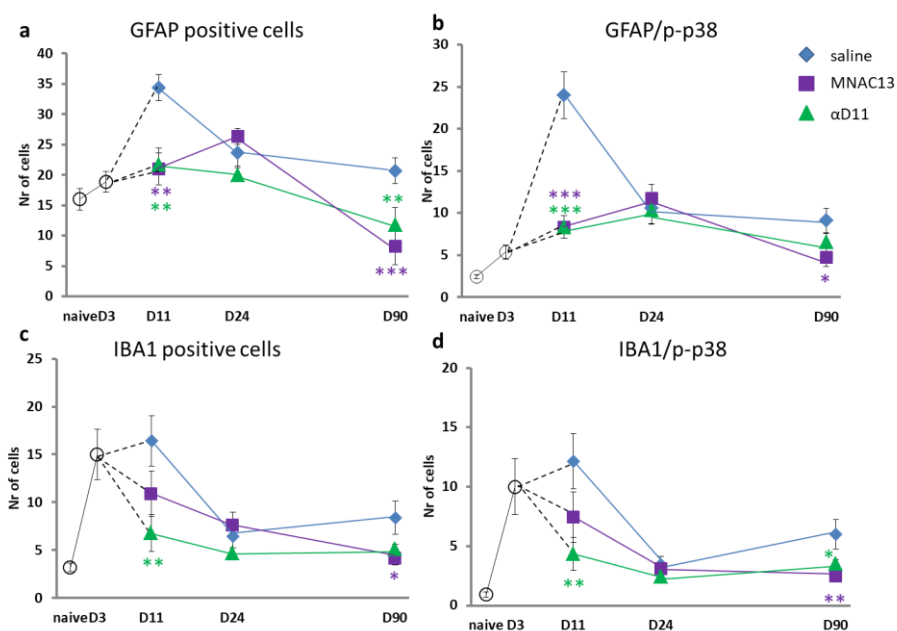 a
GFAP positive cells
40
35
30
25
20
15
10
5
0
Nr of cells
**
**
**
***
naive D3 D11 D24 D90
b
GFAP/p-p38
30
25
20
15
10
5
0
Nr of cells
***
***
*
naive D3 D11 D24 D90
saline
MNAC13
αD11
c
IBA1 positive cells
25
20
15
10
5
0
Nr of cells
**
*
naive D3 D11 D24 D90
d
IBA1/p-p38
20
15
10
5
0
Nr of cells
**
*
**
naive D3 D11 D24 D90